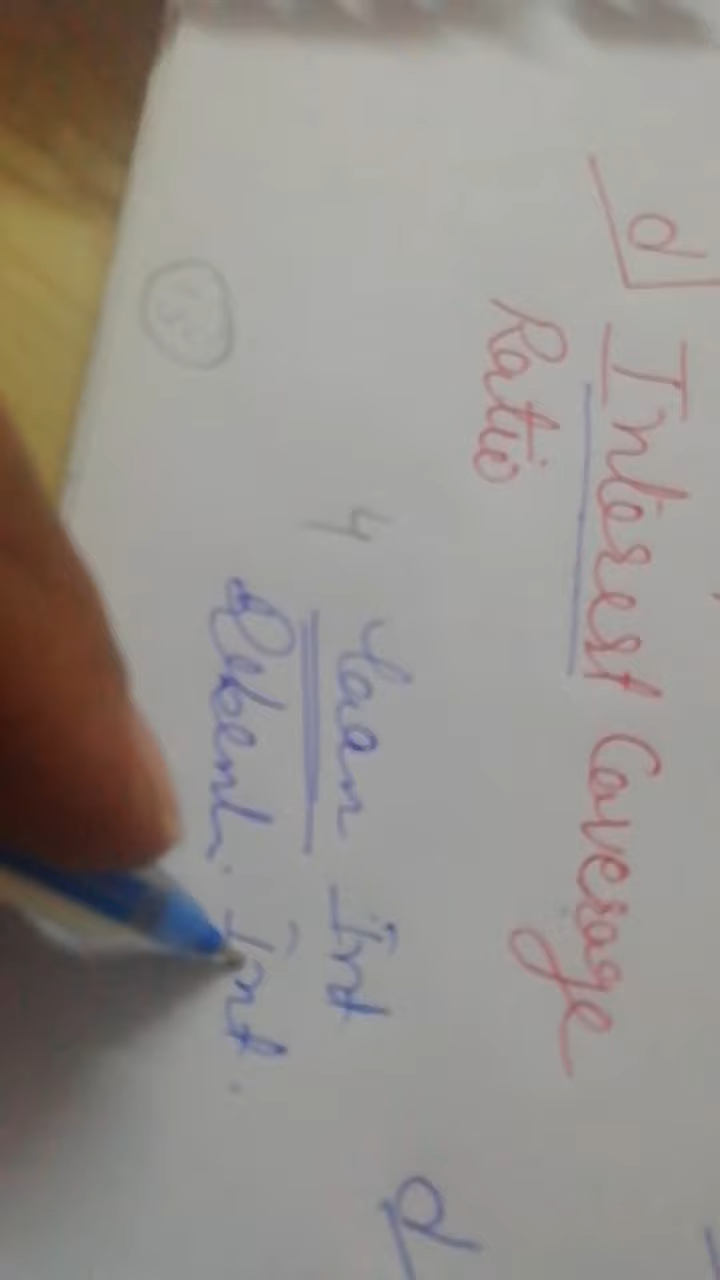 d] Interest Coverage
Ratio
Loan Int
4
Debent. Int.
d